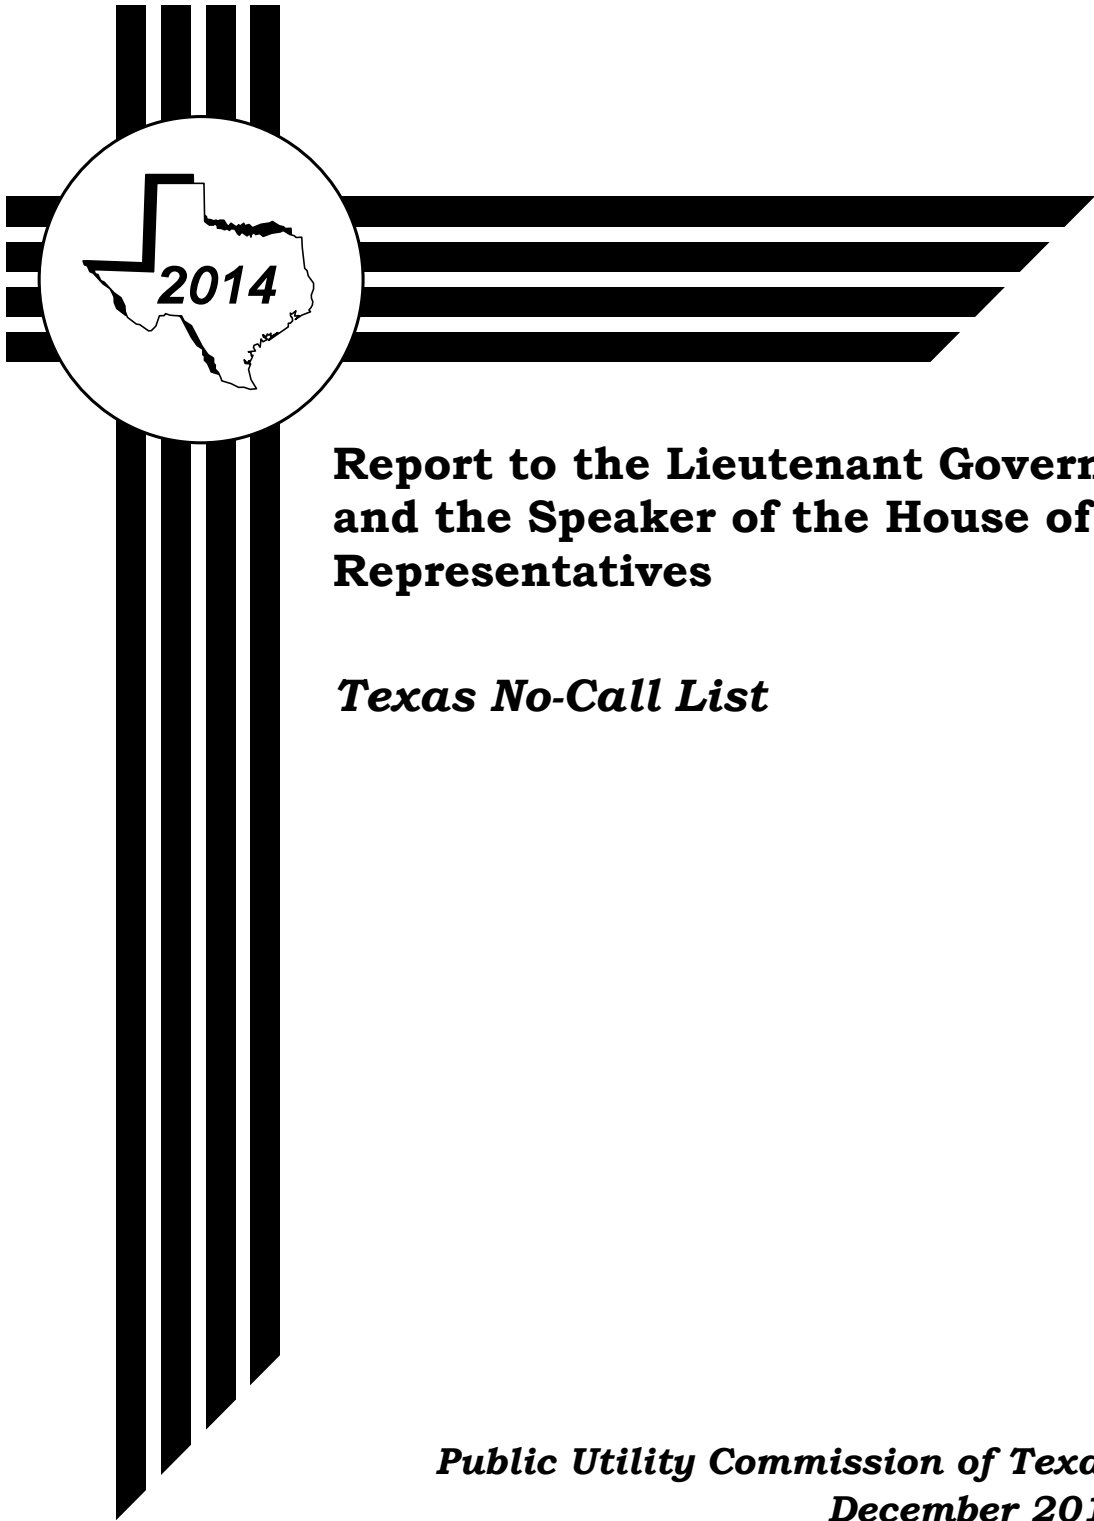 2014
Report to the Lieutenant Govern
and the Speaker of the House of
Representatives
Texas No-Call List
Public Utility Commission of Texa
December 201